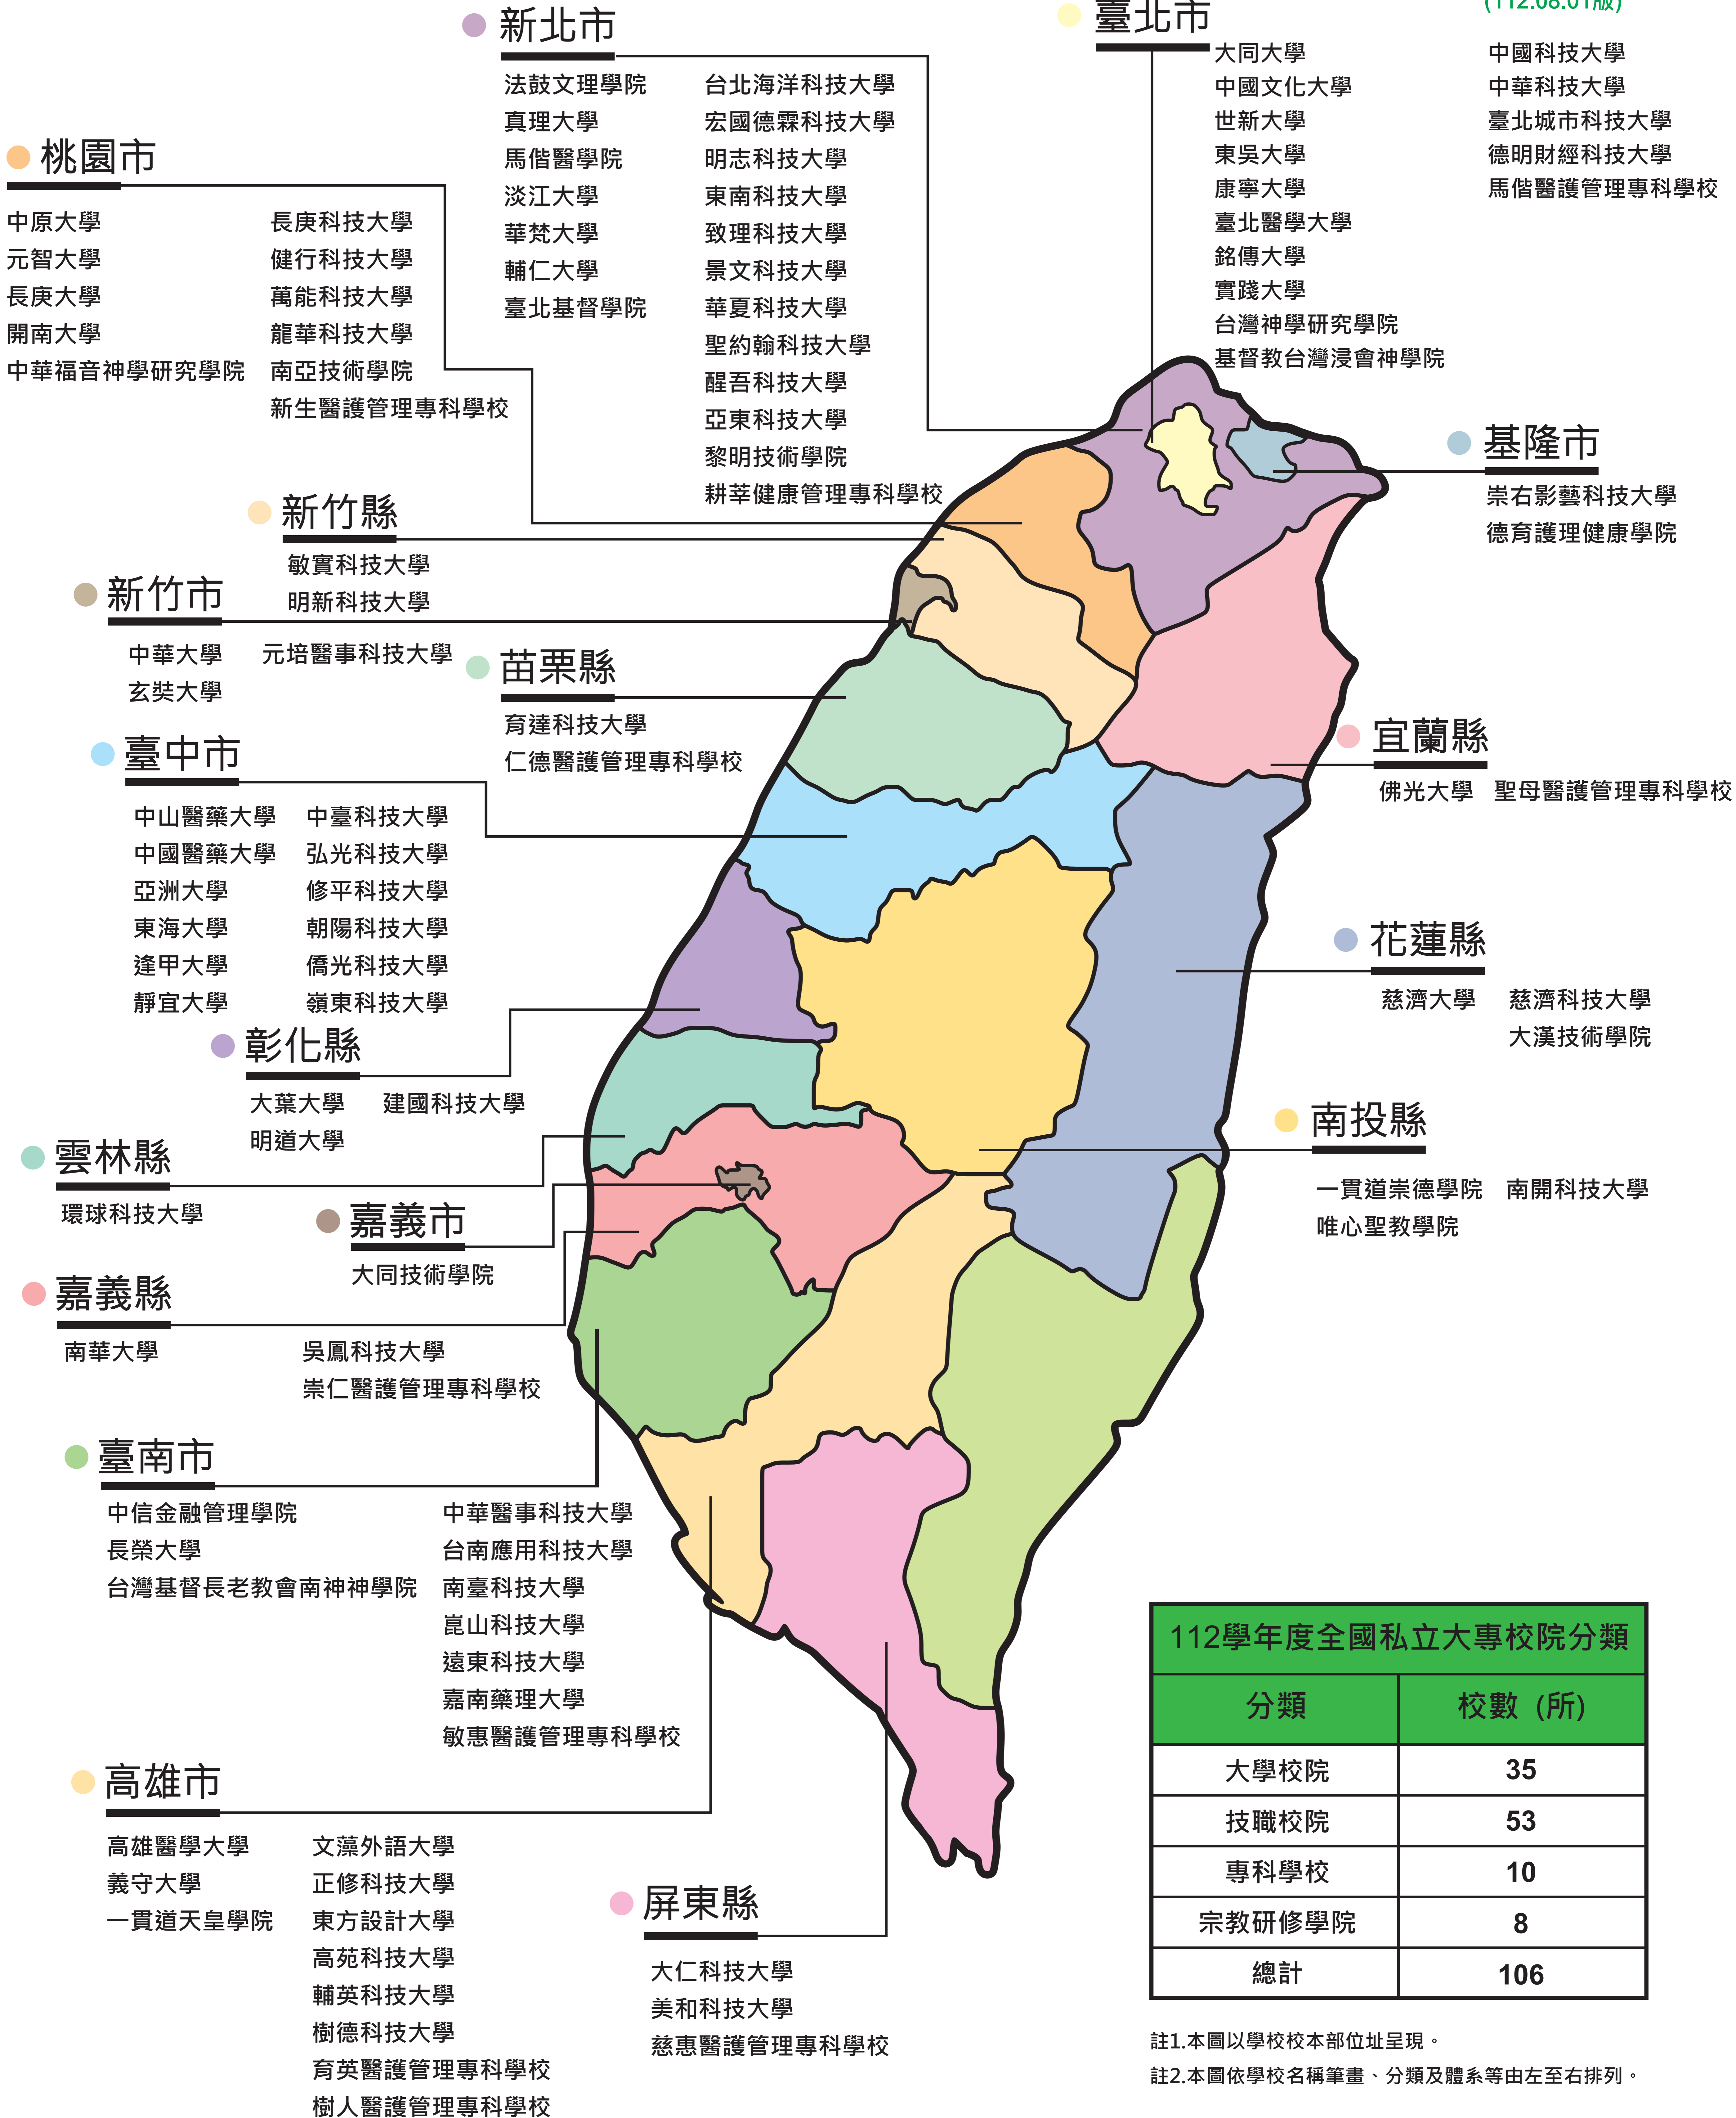 (112.08.01版)
新北市
法鼓文理學院
真理大學
馬偕醫學院
淡江大學
華梵大學
輔仁大學
臺北基督學院
台北海洋科技大學
宏國德霖科技大學
明志科技大學
東南科技大學
致理科技大學
景文科技大學
華夏科技大學
聖約翰科技大學
醒吾科技大學
亞東科技大學
黎明技術學院
耕莘健康管理專科學校
臺北市
大同大學
中國文化大學
世新大學
東吳大學
康寧大學
臺北醫學大學
銘傳大學
實踐大學
台灣神學研究學院
基督教台灣浸會神學院
中國科技大學
中華科技大學
臺北城市科技大學
德明財經科技大學
馬偕醫護管理專科學校
桃園市
中原大學
元智大學
長庚大學
開南大學
中華福音神學研究學院
長庚科技大學
健行科技大學
萬能科技大學
龍華科技大學
南亞技術學院
新生醫護管理專科學校
基隆市
崇右影藝科技大學
德育護理健康學院
新竹縣
敏實科技大學
明新科技大學
新竹市
中華大學
玄奘大學
元培醫事科技大學
苗栗縣
育達科技大學
仁德醫護管理專科學校
宜蘭縣
佛光大學 聖母醫護管理專科學校
臺中市
中山醫藥大學
中國醫藥大學
亞洲大學
東海大學
逢甲大學
靜宜大學
中臺科技大學
弘光科技大學
修平科技大學
朝陽科技大學
僑光科技大學
嶺東科技大學
花蓮縣
慈濟大學
慈濟科技大學
大漢技術學院
彰化縣
大葉大學
明道大學
建國科技大學
南投縣
一貫道崇德學院
唯心聖教學院
南開科技大學
雲林縣
環球科技大學
嘉義市
大同技術學院
嘉義縣
南華大學
吳鳳科技大學
崇仁醫護管理專科學校
臺南市
中信金融管理學院
長榮大學
台灣基督長老教會南神神學院
中華醫事科技大學
台南應用科技大學
南臺科技大學
崑山科技大學
遠東科技大學
嘉南藥理大學
敏惠醫護管理專科學校
高雄市
高雄醫學大學
義守大學
一貫道天皇學院
文藻外語大學
正修科技大學
東方設計大學
高苑科技大學
輔英科技大學
樹德科技大學
育英醫護管理專科學校
樹人醫護管理專科學校
屏東縣
大仁科技大學
美和科技大學
慈惠醫護管理專科學校
112學年度全國私立大專校院分類
分類 校數 (所)
大學校院 35
技職校院 53
專科學校 10
宗教研修學院 8
總計 106
註1.本圖以學校校本部位址呈現。
註2.本圖依學校名稱筆畫、分類及體系等由左至右排列。